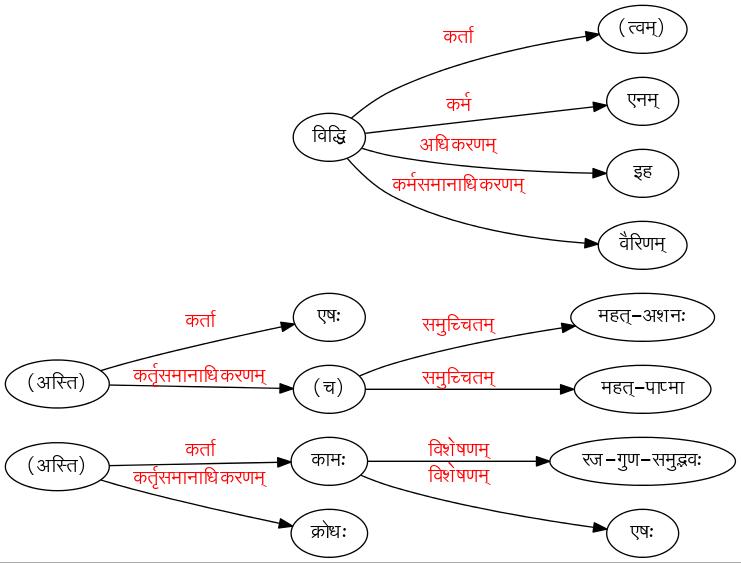 कर्ता
(त्वम्)
कर्म
एनम्
विद्धि
अधिकरणम्
इह
कर्मसमानाधिकरणम्
वैरिणम्
कर्ता
एषः
समुच्चितम्
महत्-अशनः
(अस्ति)
कर्तृसमानाधिकरणम्
(च)
समुच्चितम्
महत्-पाप्मा
कर्ता
कामः
विशेषणम्
रज-गुण-समुद्भवः
(अस्ति)
कर्तृसमानाधिकरणम्
विशेषणम्
क्रोधः
एषः